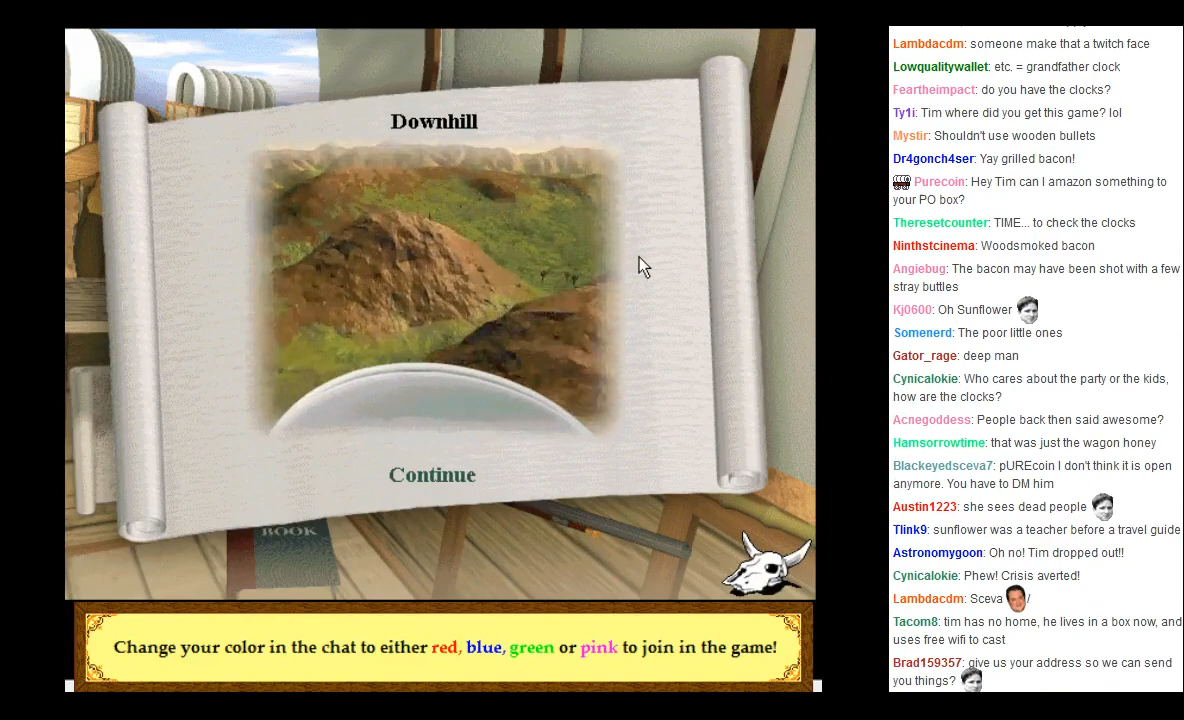 Downhill
Continue
BOOK
Change your color in the chat to either red, blue, green or pink to join in the game!
Lambdacdm: someone make that a twitch face
Lowqualitywallet: etc. = grandfather clock
Feartheimpact: do you have the clocks?
Ty1i: Tim where did you get this game? lol
Mystir: Shouldn't use wooden bullets
Dr4gonch4ser: Yay grilled bacon!
Purecoin: Hey Tim can I amazon something to
your PO box?
Theresetcounter: TIME... to check the clocks
Ninthstcinema: Woodsmoked bacon
Angiebug: The bacon may have been shot with a few
stray buttles
Kj0600: Oh Sunflower
Somenerd: The poor little ones
Gator_rage: deep man
Cynicalokie: Who cares about the party or the kids,
how are the clocks?
Acnegoddess: People back then said awesome?
Hamsorrowtime: that was just the wagon honey
Blackeyedsceva7: pUREcoin I don't think it is open
anymore. You have to DM him
Austin1223: she sees dead people
Tlink9: sunflower was a teacher before a travel guide
Astronomygoon: Oh no! Tim dropped out!!
Cynicalokie: Phew! Crisis averted!
Lambdacdm: Sceva /
Tacom8: tim has no home, he lives in a box now, and
uses free wifi to cast
Brad159357: give us your address so we can send
you things?